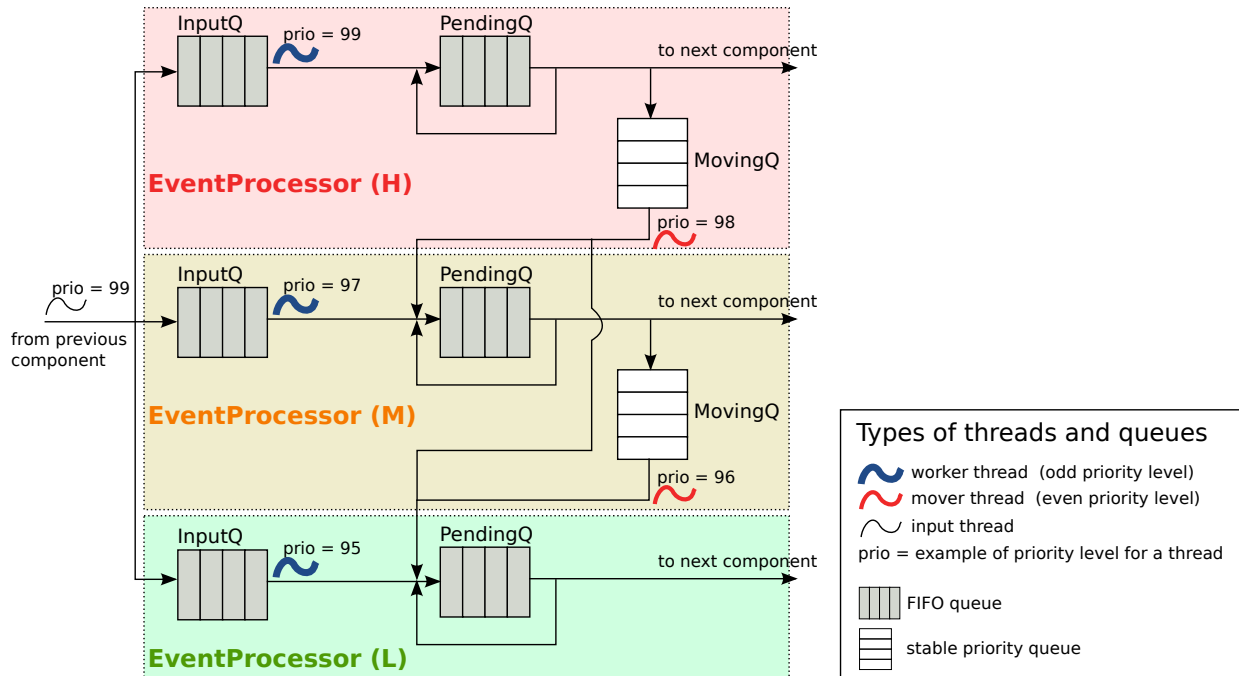 InputQ
PendingQ
prio = 99
to next component
MovingQ
EventProcessor (H)
prio = 98
InputQ
PendingQ
prio = 97
prio = 99
to next component
from previous
component
EventProcessor (M)
MovingQ
prio = 96
InputQ
PendingQ
prio = 95
to next component
EventProcessor (L)
Types of threads and queues
worker thread (odd priority level)
mover thread (even priority level)
input thread
prio = example of priority level for a thread
FIFO queue
stable priority queue